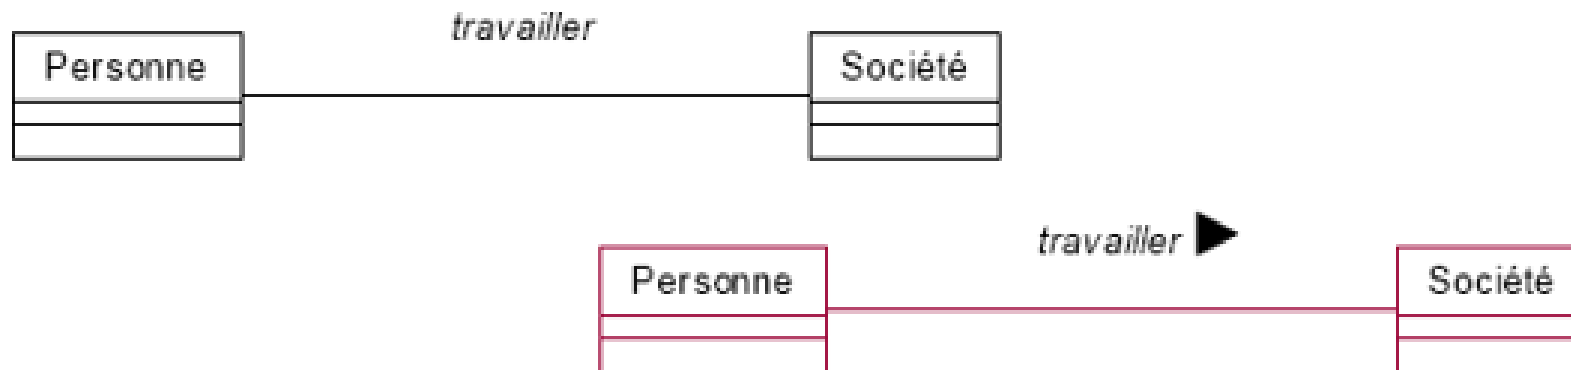 travailler
Personne
Société
travailler
Personne
Société